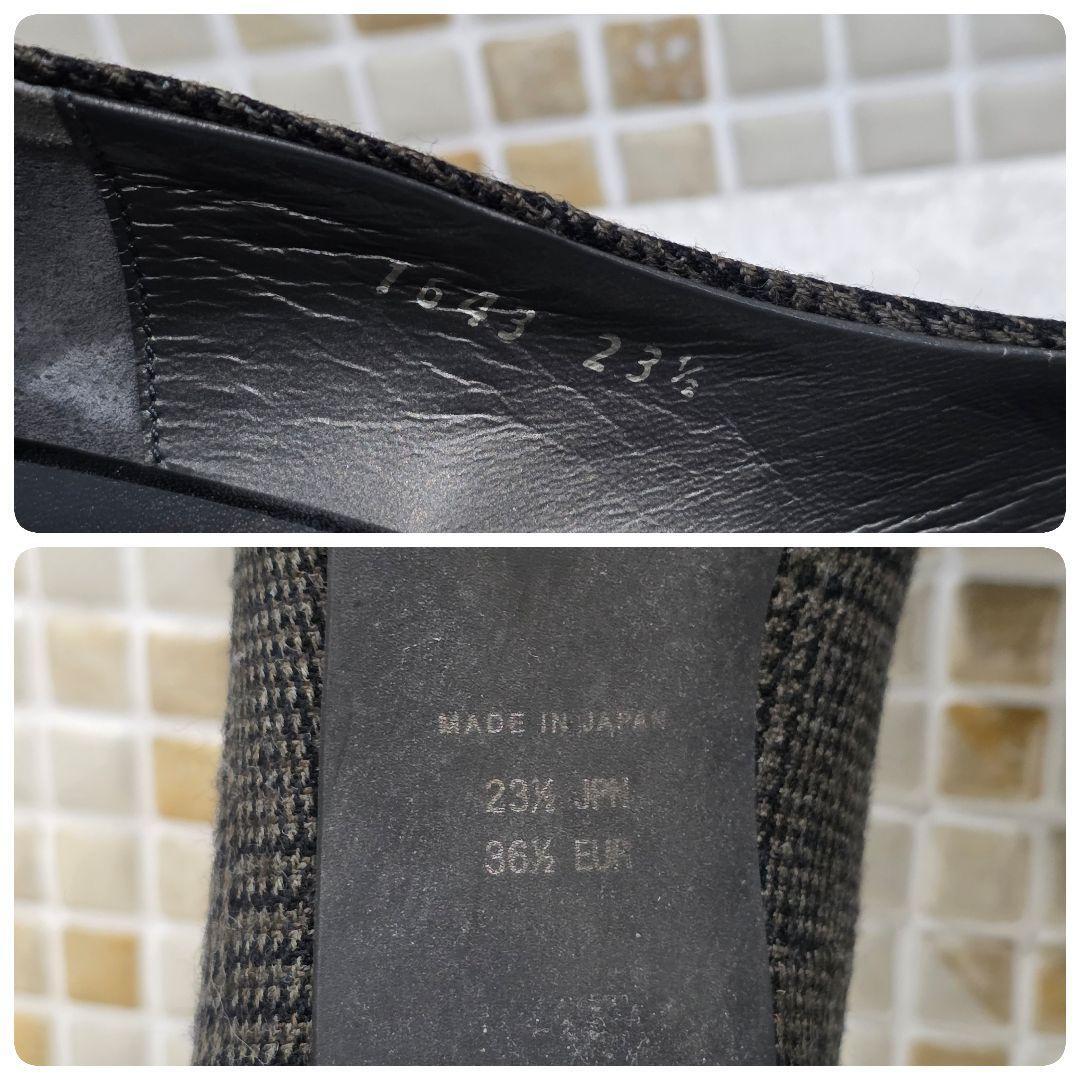 1643 23½
MADE IN JAPAN
23½ JPN
36½ EUR